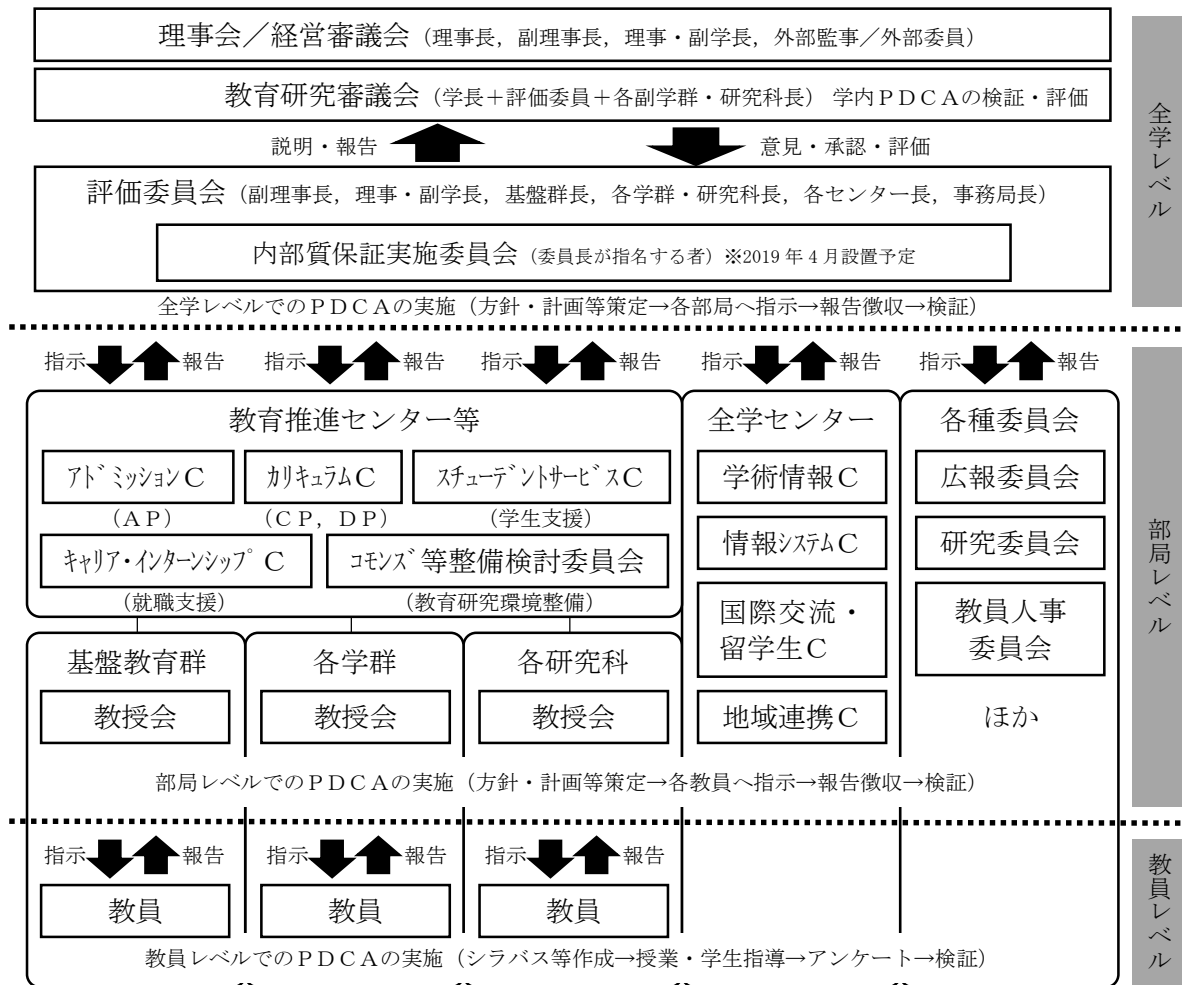 理事会／経営審議会（理事長，副理事長，理事・副学長，外部監事／外部委員）
教育研究審議会（学長＋評価委員＋各副学群・研究科長） 学内ＰＤＣＡの検証・評価
説明・報告 意見・承認・評価
評価委員会（副理事長，理事・副学長，基盤群長，各学群・研究科長，各センター長，事務局長）
内部質保証実施委員会（委員長が指名する者）※2019年4月設置予定
全学レベルでのＰＤＣＡの実施（方針・計画等策定→各部局へ指示→報告徴収→検証）
全学レベル
指示 報告 指示 報告 指示 報告 指示 報告 指示 報告
教育推進センター等
ｱﾄﾞﾐｯｼｮﾝＣ ｶﾘｷｭﾗﾑＣ ｽﾁｭｰﾃﾞﾝﾄｻｰﾋﾞｽＣ
（ＡＰ） （ＣＰ，ＤＰ） （学生支援）
ｷｬﾘｱ･ｲﾝﾀｰﾝｼｯﾌﾟＣ ｺﾓﾝｽﾞ等整備検討委員会
（就職支援） （教育研究環境整備）
全学センター
学術情報Ｃ
情報ｼｽﾃﾑＣ
国際交流・
留学生Ｃ
地域連携Ｃ
各種委員会
広報委員会
研究委員会
教員人事
委員会
ほか
基盤教育群 各学群 各研究科
教授会 教授会 教授会
部局レベルでのＰＤＣＡの実施（方針・計画等策定→各教員へ指示→報告徴収→検証）
部局レベル
指示 報告 指示 報告 指示 報告
教員 教員 教員
教員レベルでのＰＤＣＡの実施（シラバス等作成→授業・学生指導→アンケート→検証）
教員レベル